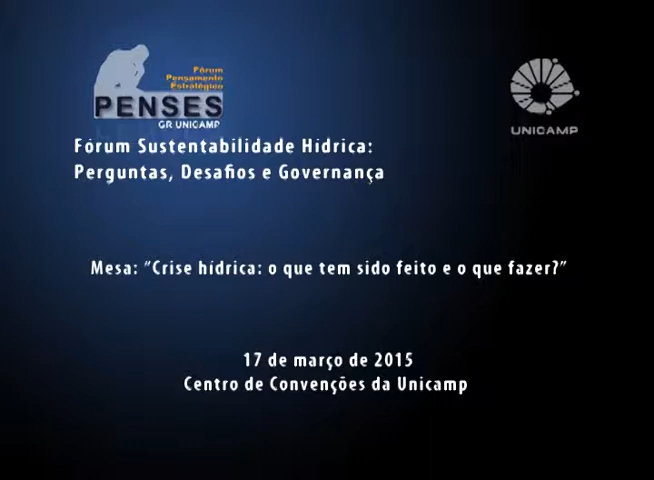 Fórum
Pensamento
Estratégico
PENSES
GR UNICAMP
UNICAMP
Fórum Sustentabilidade Hídrica:
Perguntas, Desafios e Governança
Mesa: “Crise hídrica: o que tem sido feito e o que fazer?”
17 de março de 2015
Centro de Convenções da Unicamp